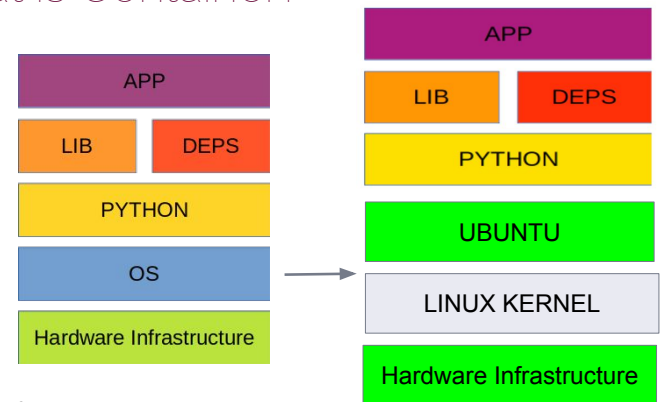 APP
LIB DEPS
PYTHON
OS
Hardware Infrastructure
APP
LIB DEPS
PYTHON
UBUNTU
LINUX KERNEL
Hardware Infrastructure